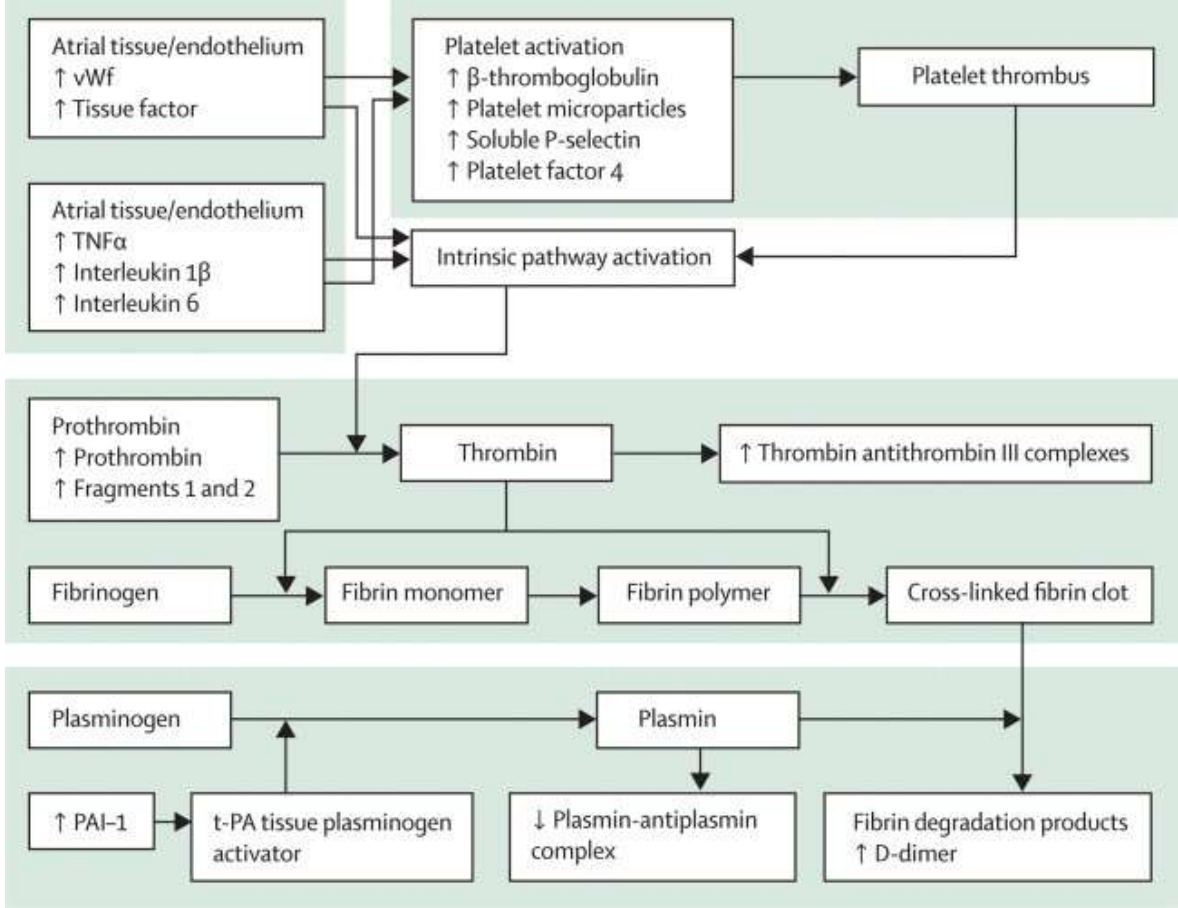 Atrial tissue/endothelium
↑ vWf
↑ Tissue factor
Platelet activation
↑ β-thromboglobulin
↑ Platelet microparticles
↑ Soluble P-selectin
↑ Platelet factor 4
Platelet thrombus
Atrial tissue/endothelium
↑ TNFα
↑ Interleukin 1β
↑ Interleukin 6
Intrinsic pathway activation
Prothrombin
↑ Prothrombin
↑ Fragments 1 and 2
Thrombin
↑ Thrombin antithrombin III complexes
Fibrinogen
Fibrin monomer
Fibrin polymer
Cross-linked fibrin clot
Plasminogen
Plasmin
↑ PAI–1
t-PA tissue plasminogen
activator
↓ Plasmin-antiplasmin
complex
Fibrin degradation products
↑ D-dimer